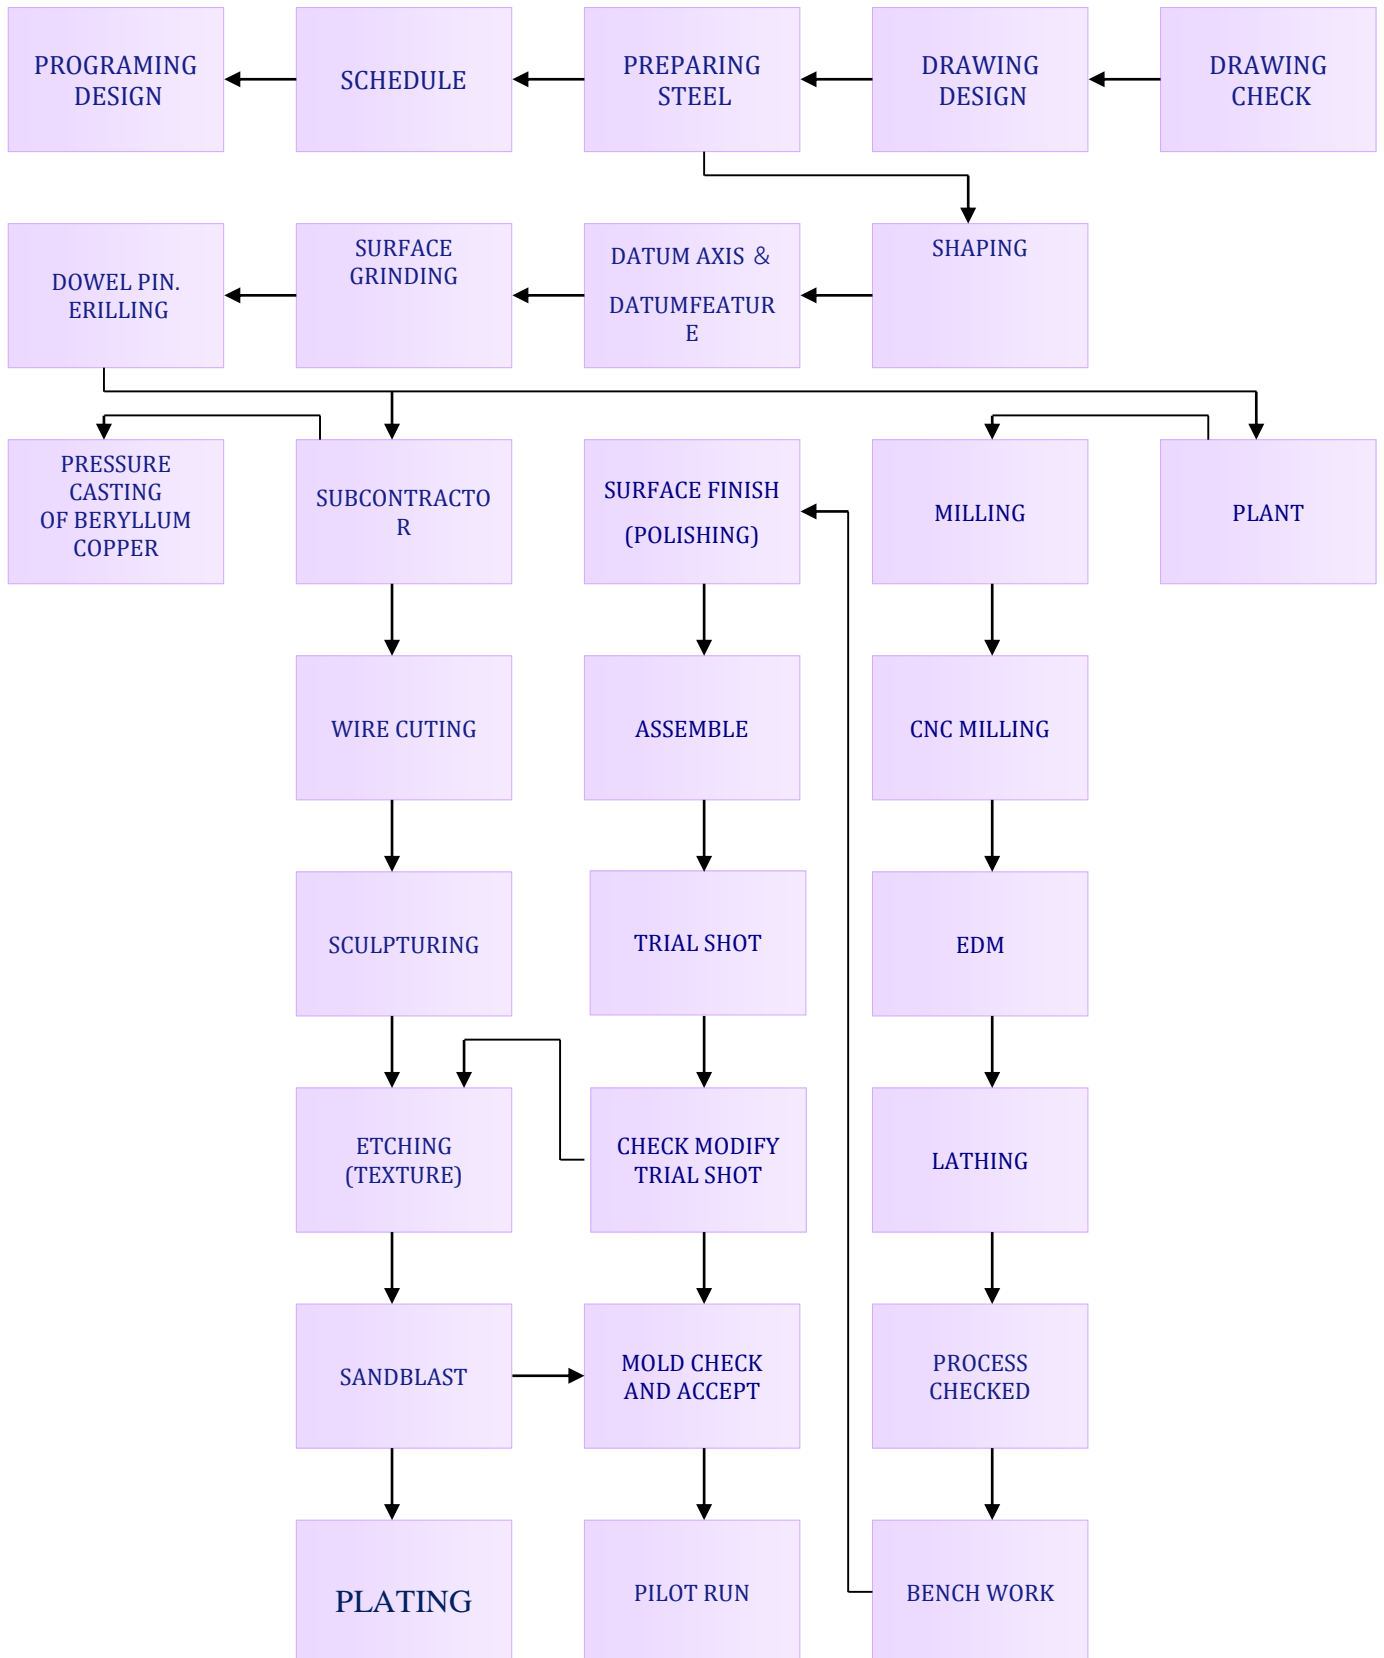 PROGRAMING
DESIGN
SCHEDULE
PREPARING
STEEL
DRAWING
DESIGN
DRAWING
CHECK
DOWEL PIN.
ERILLING
SURFACE
GRINDING
DATUM AXIS ＆
DATUMFEATUR
E
SHAPING
PRESSURE
CASTING
OF BERYLLUM
COPPER
SUBCONTRACTO
R
SURFACE FINISH
(POLISHING)
MILLING
PLANT
WIRE CUTING
ASSEMBLE
CNC MILLING
SCULPTURING
TRIAL SHOT
EDM
ETCHING
(TEXTURE)
CHECK MODIFY
TRIAL SHOT
LATHING
SANDBLAST
MOLD CHECK
AND ACCEPT
PROCESS
CHECKED
PLATING
PILOT RUN
BENCH WORK